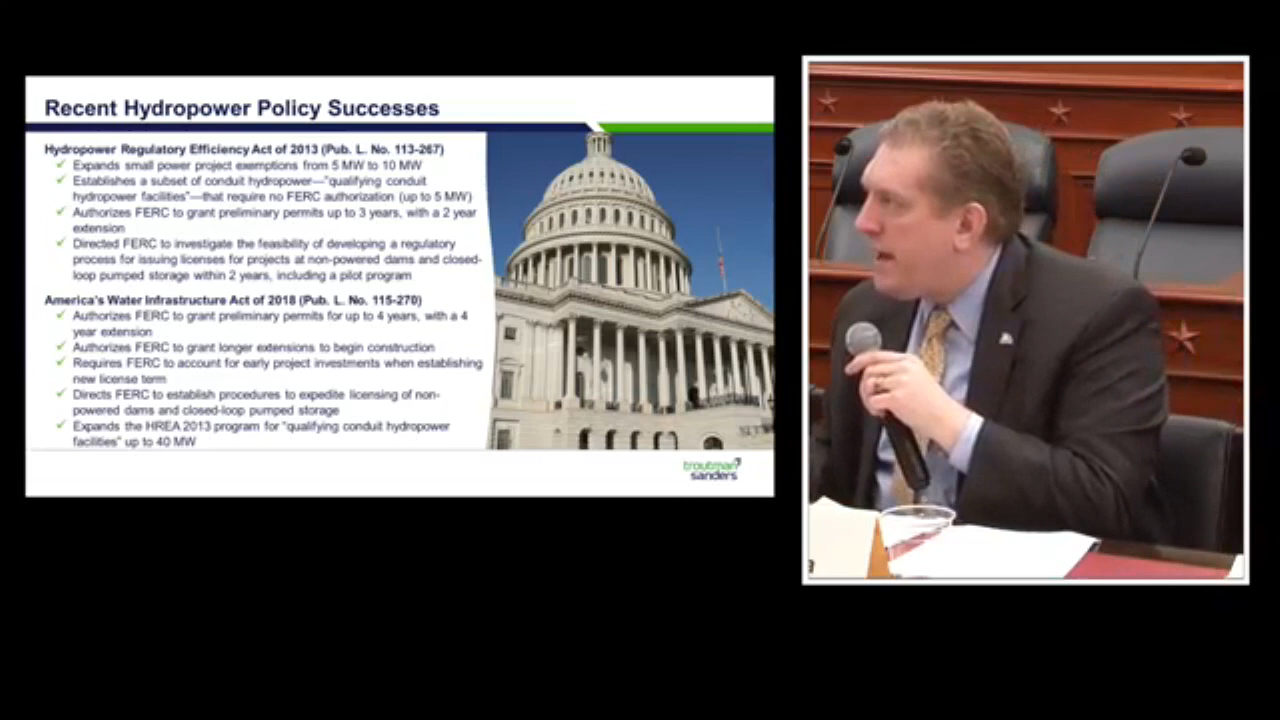 Recent Hydropower Policy Successes
Hydropower Regulatory Efficiency Act of 2013 (Pub. L. No. 113-267)
✓ Expands small power project exemptions from 5 MW to 10 MW
✓ Establishes a subset of conduit hydropower—"qualifying conduit
hydropower facilities"—that require no FERC authorization (up to 5 MW)
✓ Authorizes FERC to grant preliminary permits up to 3 years, with a 2 year
extension
✓ Directed FERC to investigate the feasibility of developing a regulatory
process for issuing licenses for projects at non-powered dams and closed-
loop pumped storage within 2 years, including a pilot program
America's Water Infrastructure Act of 2018 (Pub. L. No. 115-270)
✓ Authorizes FERC to grant preliminary permits for up to 4 years, with a 4
year extension
✓ Authorizes FERC to grant longer extensions to begin construction
✓ Requires FERC to account for early project investments when establishing
new license term
✓ Directs FERC to establish procedures to expedite licensing of non-
powered dams and closed-loop pumped storage
✓ Expands the HREA 2013 program for "qualifying conduit hydropower
facilities" up to 40 MW
troutman
sanders